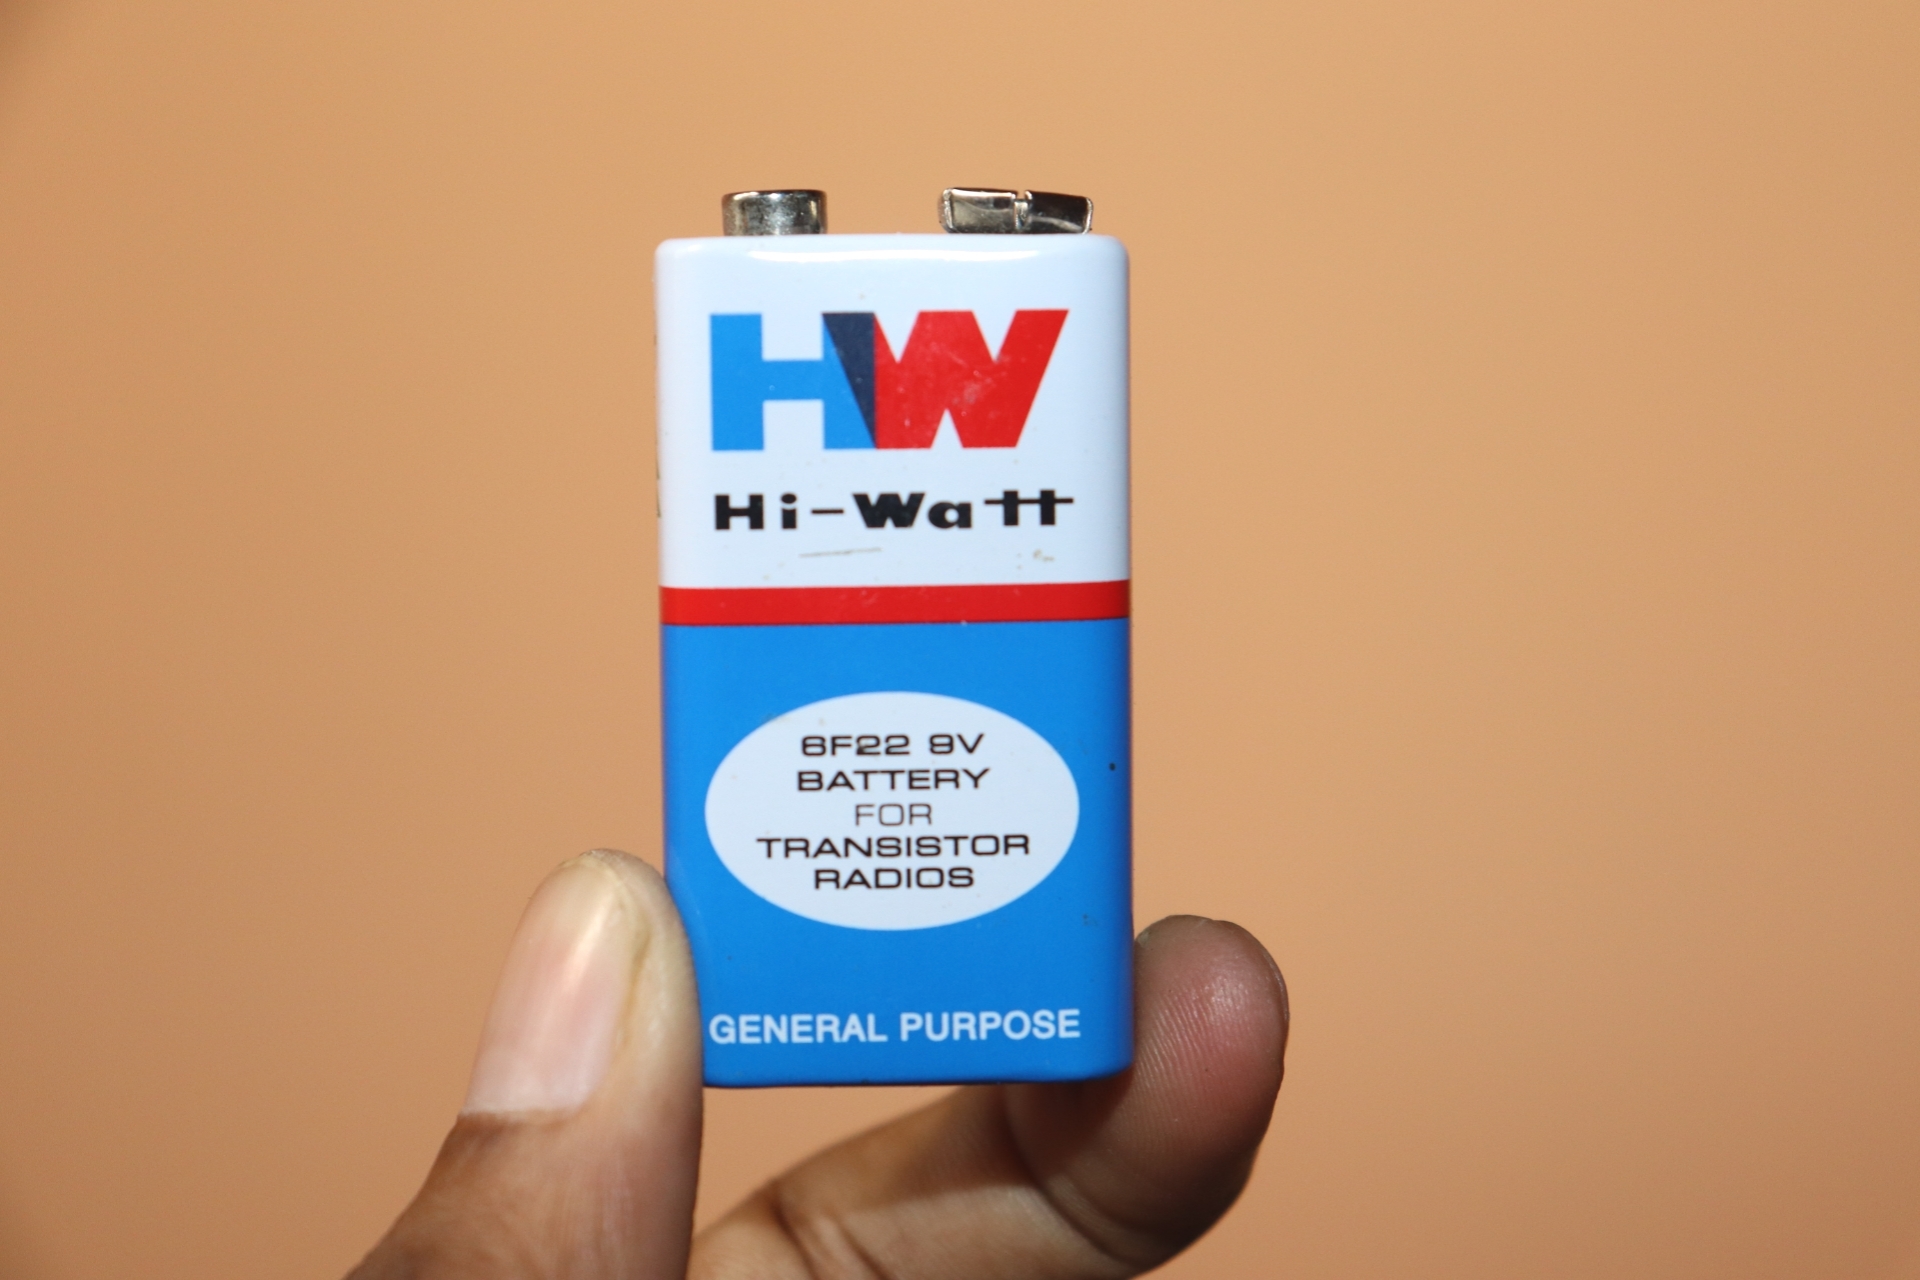 HW
Hi-Watt
6F22 9V
BATTERY
FOR
TRANSISTOR
RADIOS
GENERAL PURPOSE